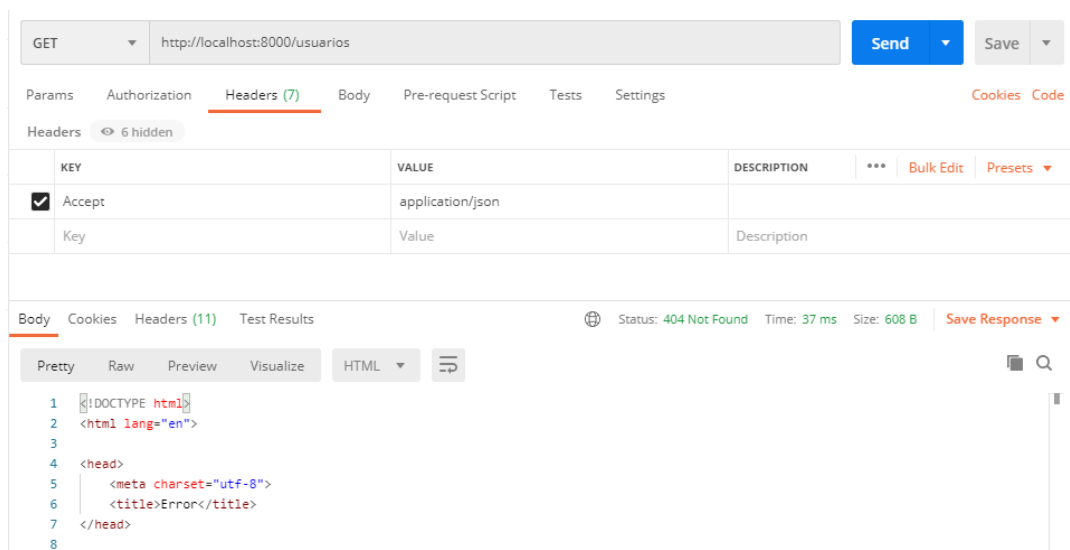 GET http://localhost:8000/usuarios Send Save
Params Authorization Headers (7) Body Pre-request Script Tests Settings Cookies Code
Headers 6 hidden
KEY VALUE DESCRIPTION ••• Bulk Edit Presets
Accept application/json
Key Value Description
Body Cookies Headers (11) Test Results Status: 404 Not Found Time: 37 ms Size: 608 B Save Response
Pretty Raw Preview Visualize HTML
1 <!DOCTYPE html>
2 <html lang="en">
3
4 <head>
5 <meta charset="utf-8">
6 <title>Error</title>
7 </head>
8